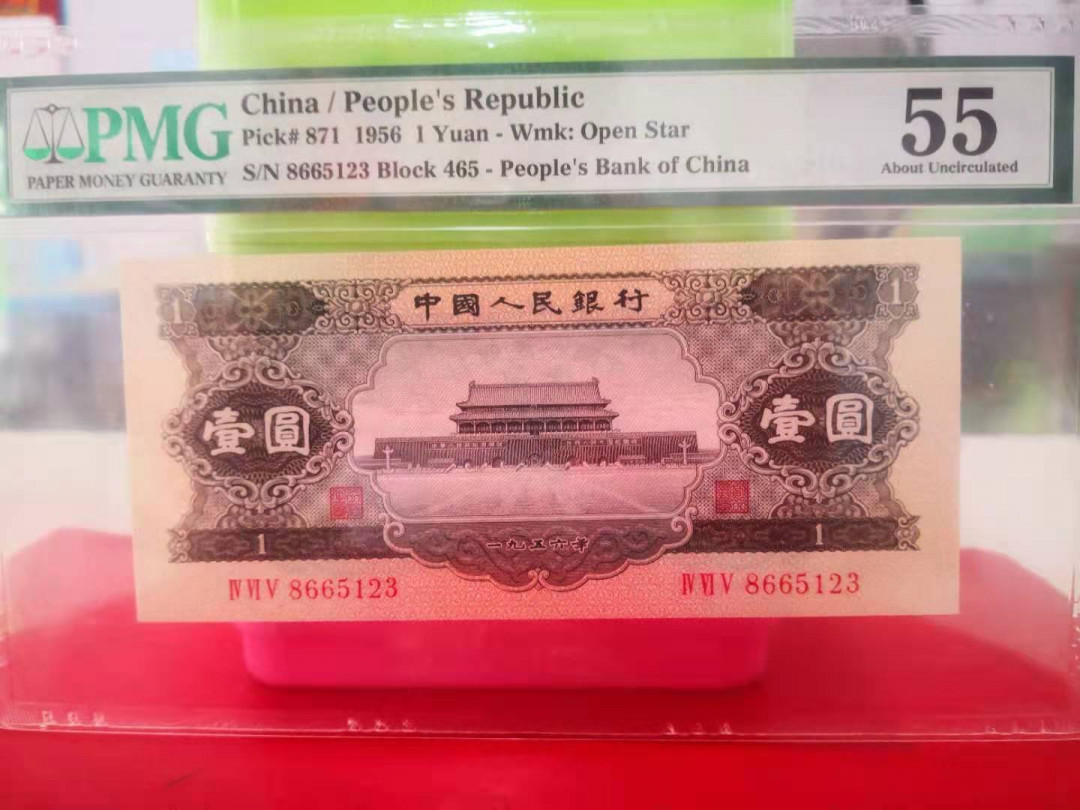 PMG
PAPER MONEY GUARANTY
China / People's Republic
Pick# 871 1956 1 Yuan - Wmk: Open Star
S/N 8665123 Block 465 - People's Bank of China
55
About Uncirculated
1
中國人民銀行
1
壹圓
壹圓
1
一九五六年
1
ⅣⅥⅤ 8665123
ⅣⅥⅤ 8665123